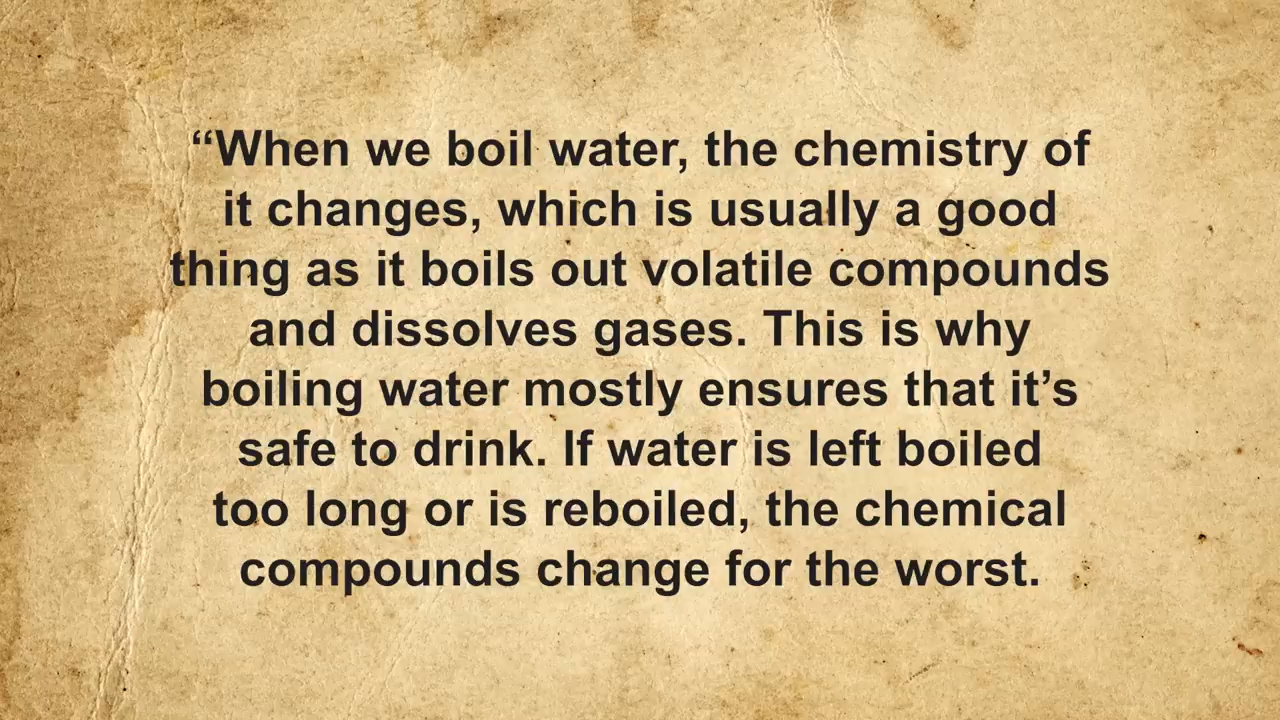 “When we boil water, the chemistry of
it changes, which is usually a good
thing as it boils out volatile compounds
and dissolves gases. This is why
boiling water mostly ensures that it’s
safe to drink. If water is left boiled
too long or is reboiled, the chemical
compounds change for the worst.